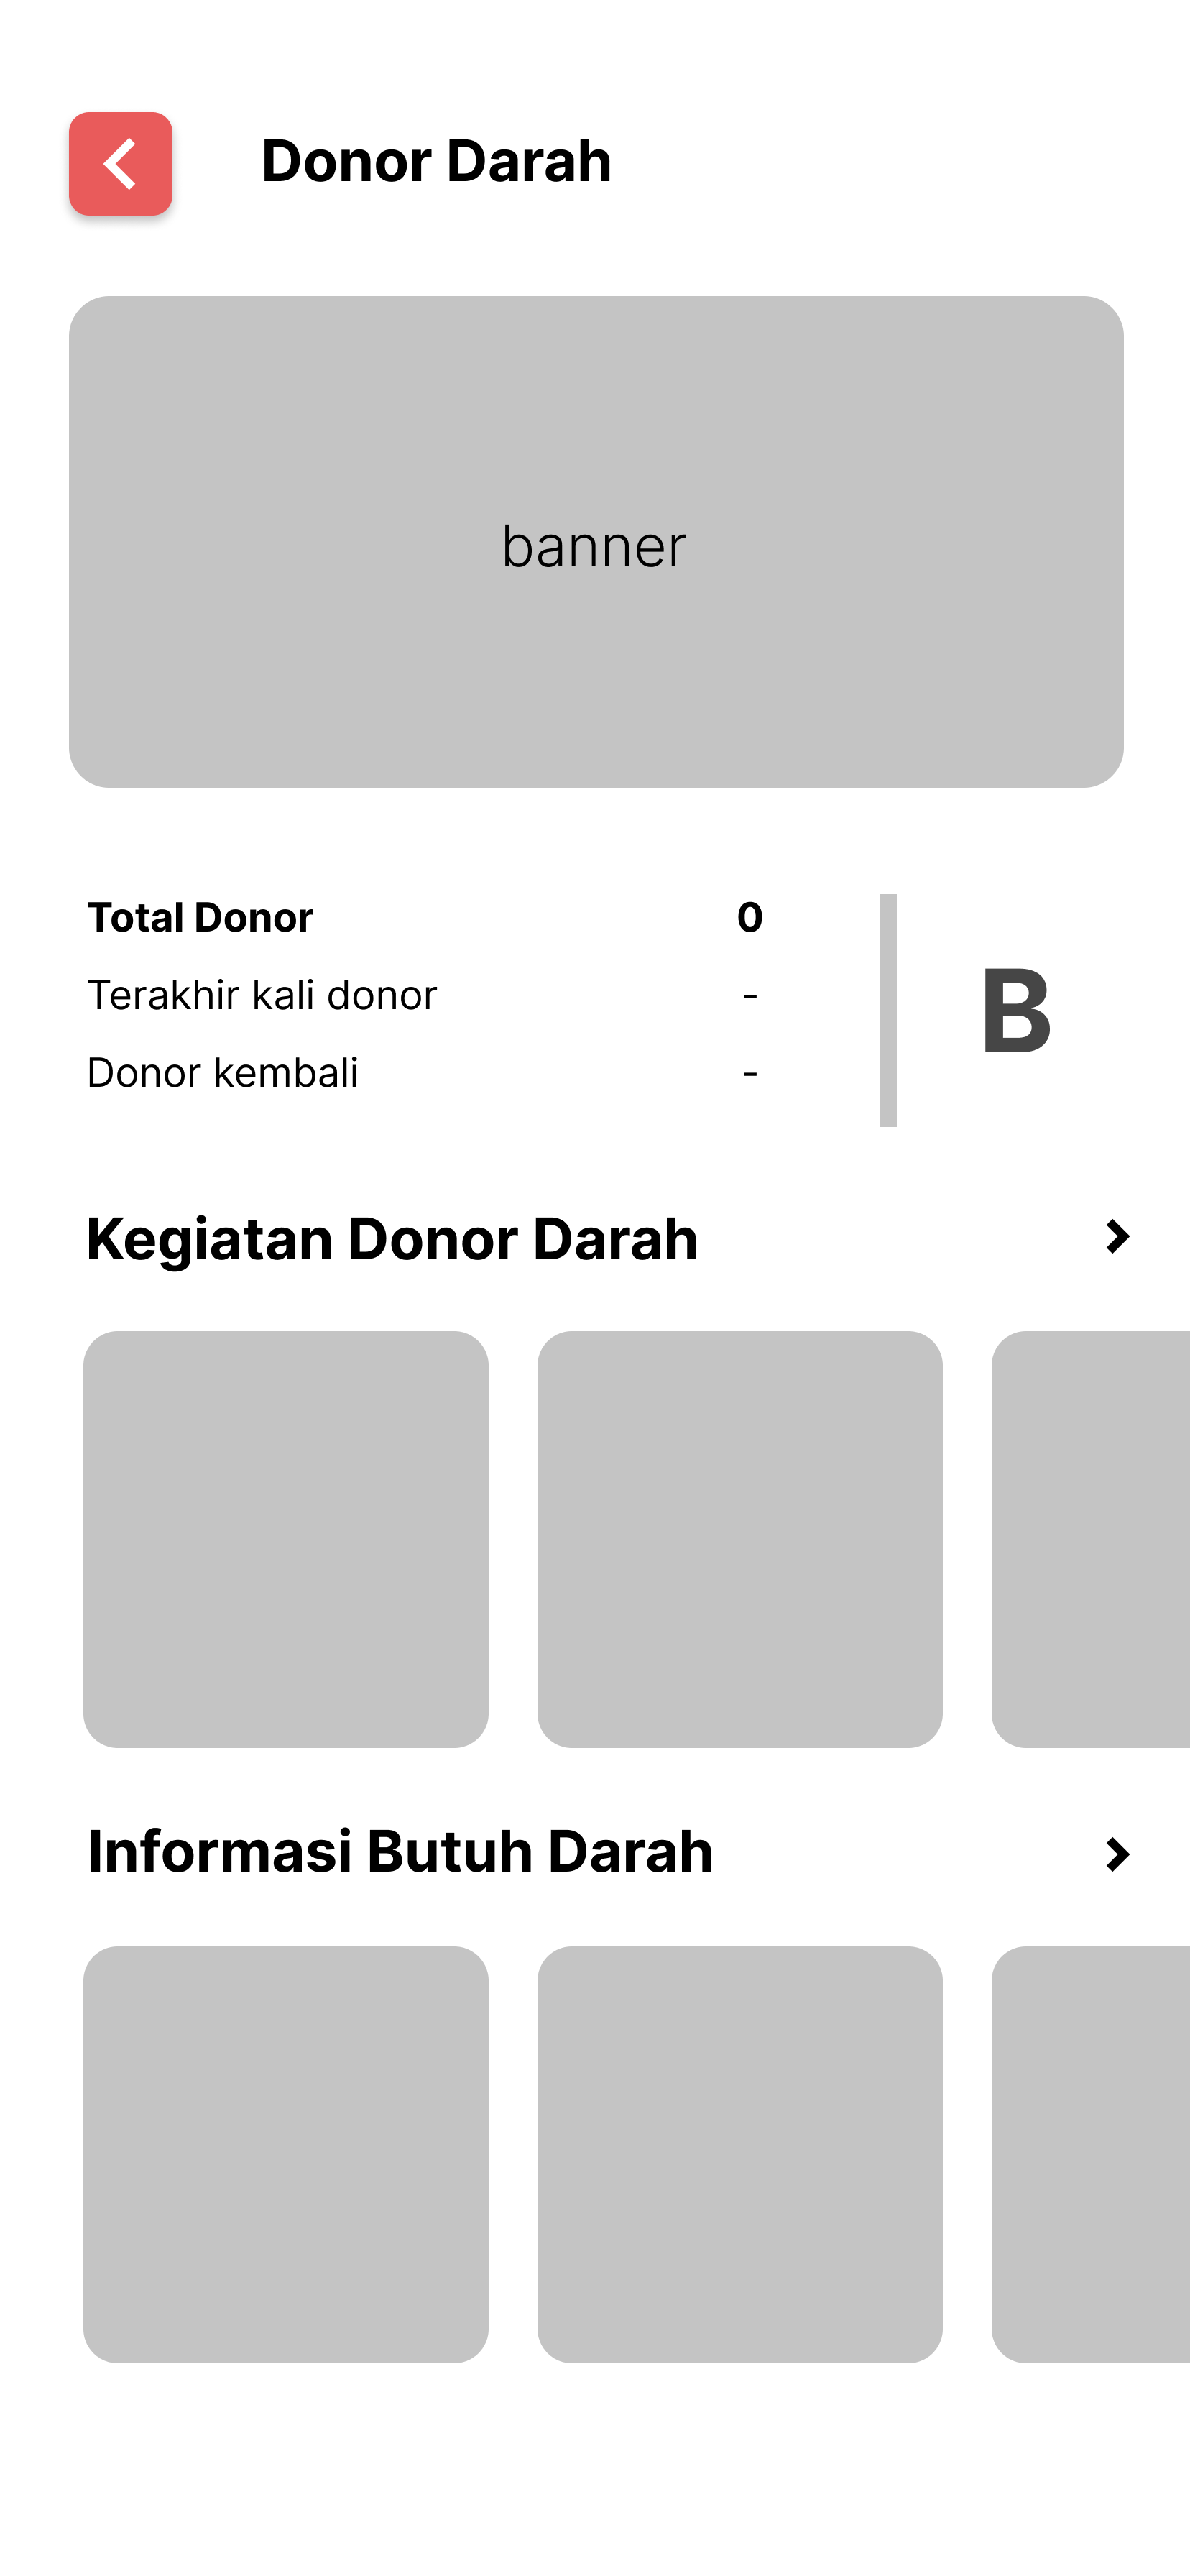 Donor Darah
banner
Total Donor 0
Terakhir kali donor -
Donor kembali -
B
Kegiatan Donor Darah
Informasi Butuh Darah